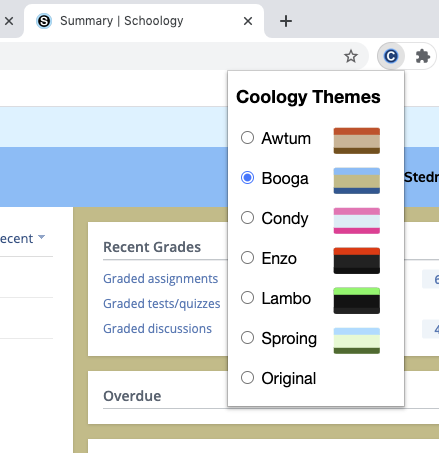 S Summary | Schoology
C
Coology Themes
Awtum
Booga
Condy
Enzo
Lambo
Sproing
Original
Stedr
ecent
Recent Grades
Graded assignments
6
Graded tests/quizzes
Graded discussions
4
Overdue